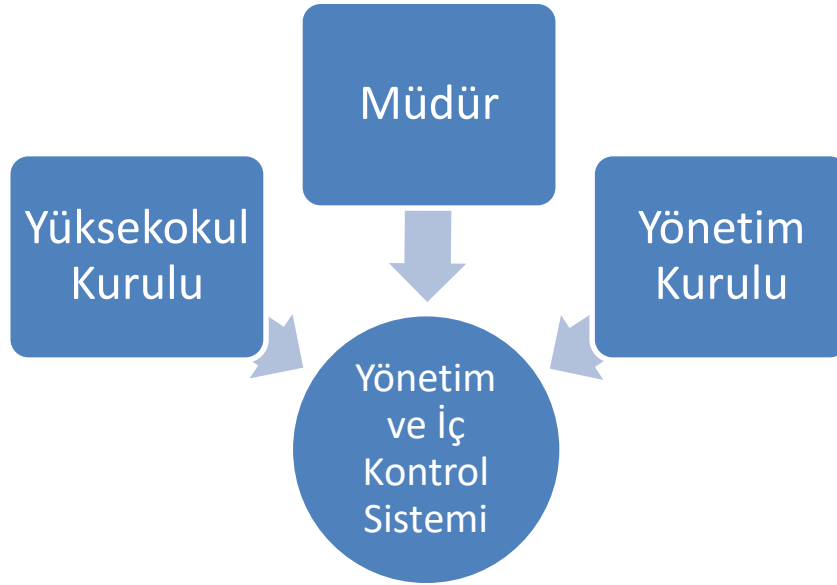 Müdür
Yüksekokul
Kurulu
Yönetim
Kurulu
Yönetim
ve İç
Kontrol
Sistemi